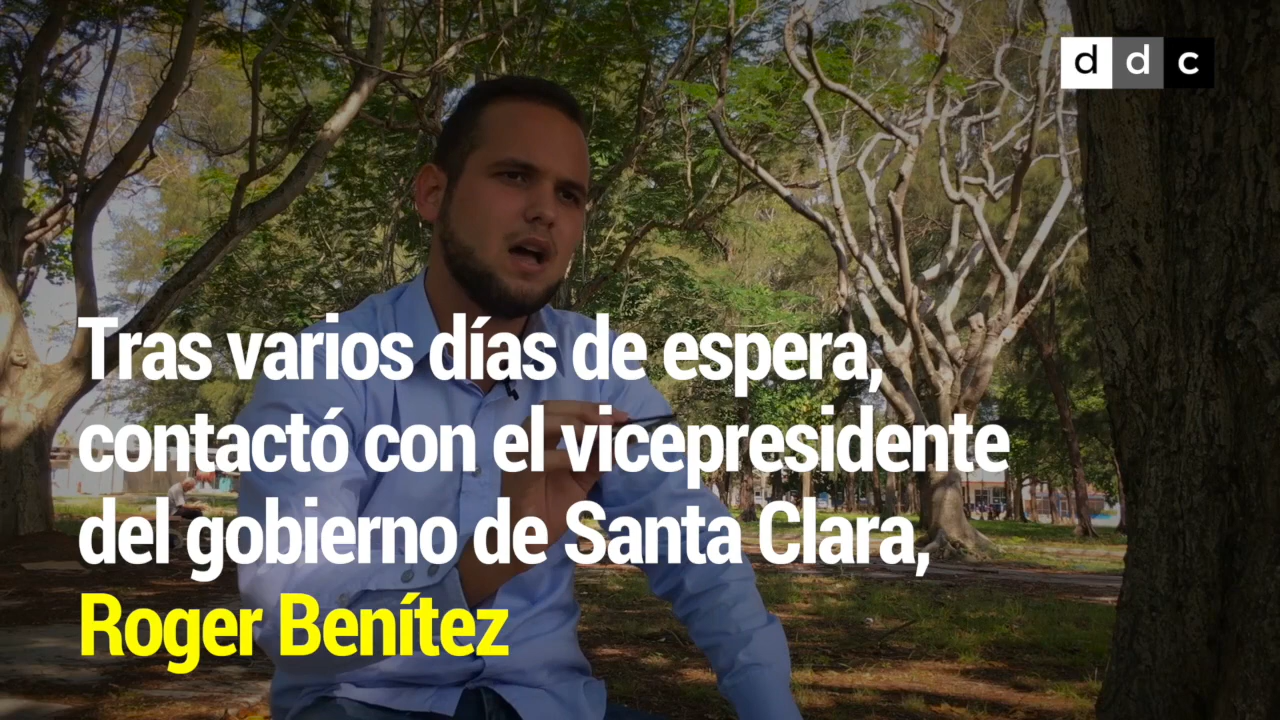 ddc
Tras varios días de espera,
contactó con el vicepresidente
del gobierno de Santa Clara,
Roger Benítez